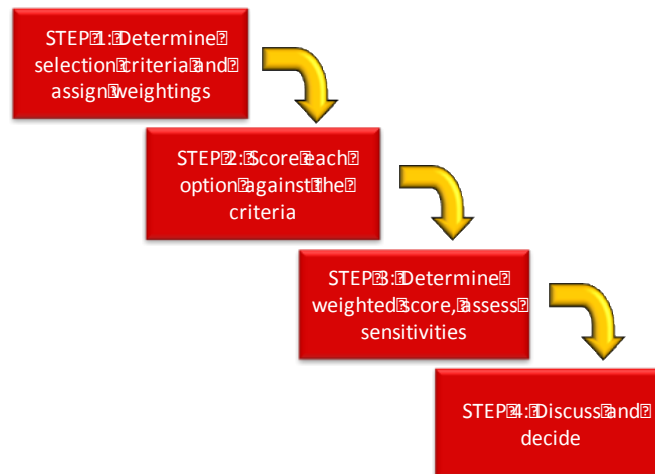 STEP 1: Determine
selection criteria and
assign weightings
STEP 2: Score each
option against the
criteria
STEP 3: Determine
weighted score, assess
sensitivities
STEP 4: Discuss and
decide